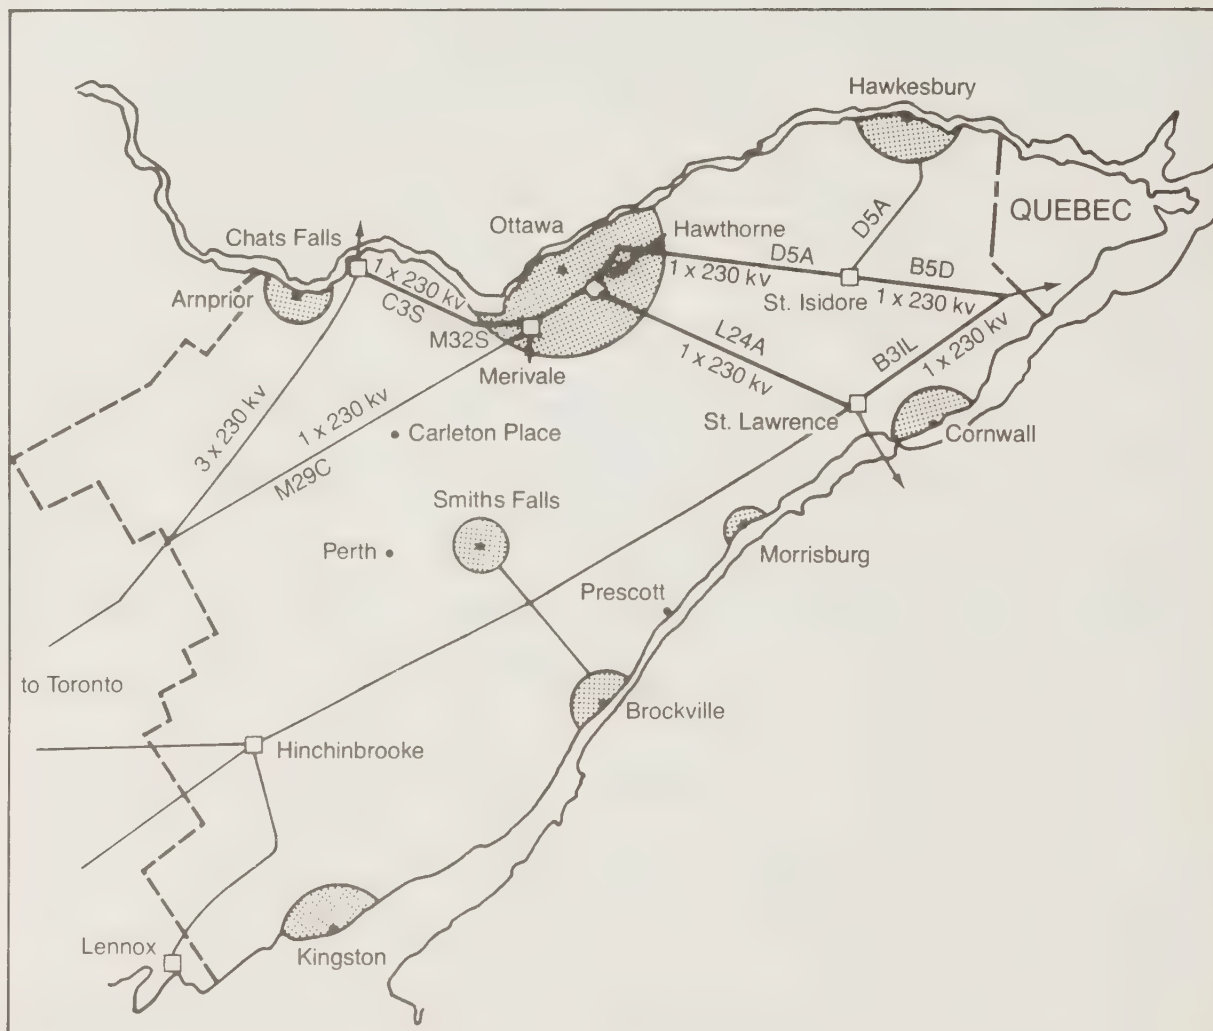 Hawkesbury
QUEBEC
Ottawa
Hawthorne
Chats Falls
D5A
D5A
B5D
1 x 230 kv
1 x 230 kv
1 x 230 kv
St. Isidore
Arnprior
C3S
M32S
L24A
B3IL
1 x 230 kv
1 x 230 kv
Merivale
St. Lawrence
3 x 230 kv
1 x 230 kv
Carleton Place
Cornwall
M29C
Smiths Falls
Perth
Morrisburg
Prescott
to Toronto
Brockville
Hinchinbrooke
Lennox
Kingston